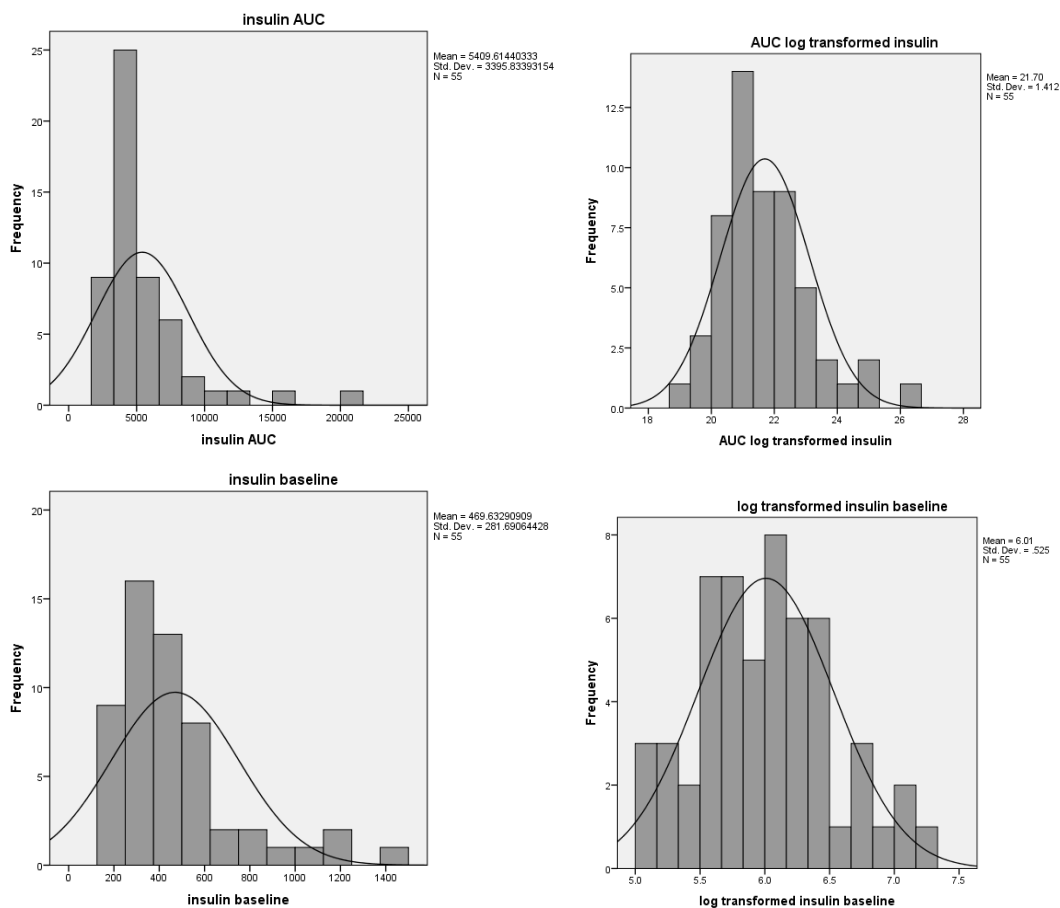 insulin AUC
Mean = 5409.61440333
Std. Dev. = 3395.83393154
N = 55
Frequency
25
20
15
10
5
0
0 5000 10000 15000 20000 25000
insulin AUC
AUC log transformed insulin
Mean = 21.70
Std. Dev. = 1.412
N = 55
Frequency
12.5
10.0
7.5
5.0
2.5
0.0
18 20 22 24 26 28
AUC log transformed insulin
insulin baseline
Mean = 469.63290909
Std. Dev. = 281.69064428
N = 55
Frequency
20
15
10
5
0
0 200 400 600 800 1000 1200 1400
insulin baseline
log transformed insulin baseline
Mean = 6.01
Std. Dev. = .525
N = 55
Frequency
8
6
4
2
0
5.0 5.5 6.0 6.5 7.0 7.5
log transformed insulin baseline